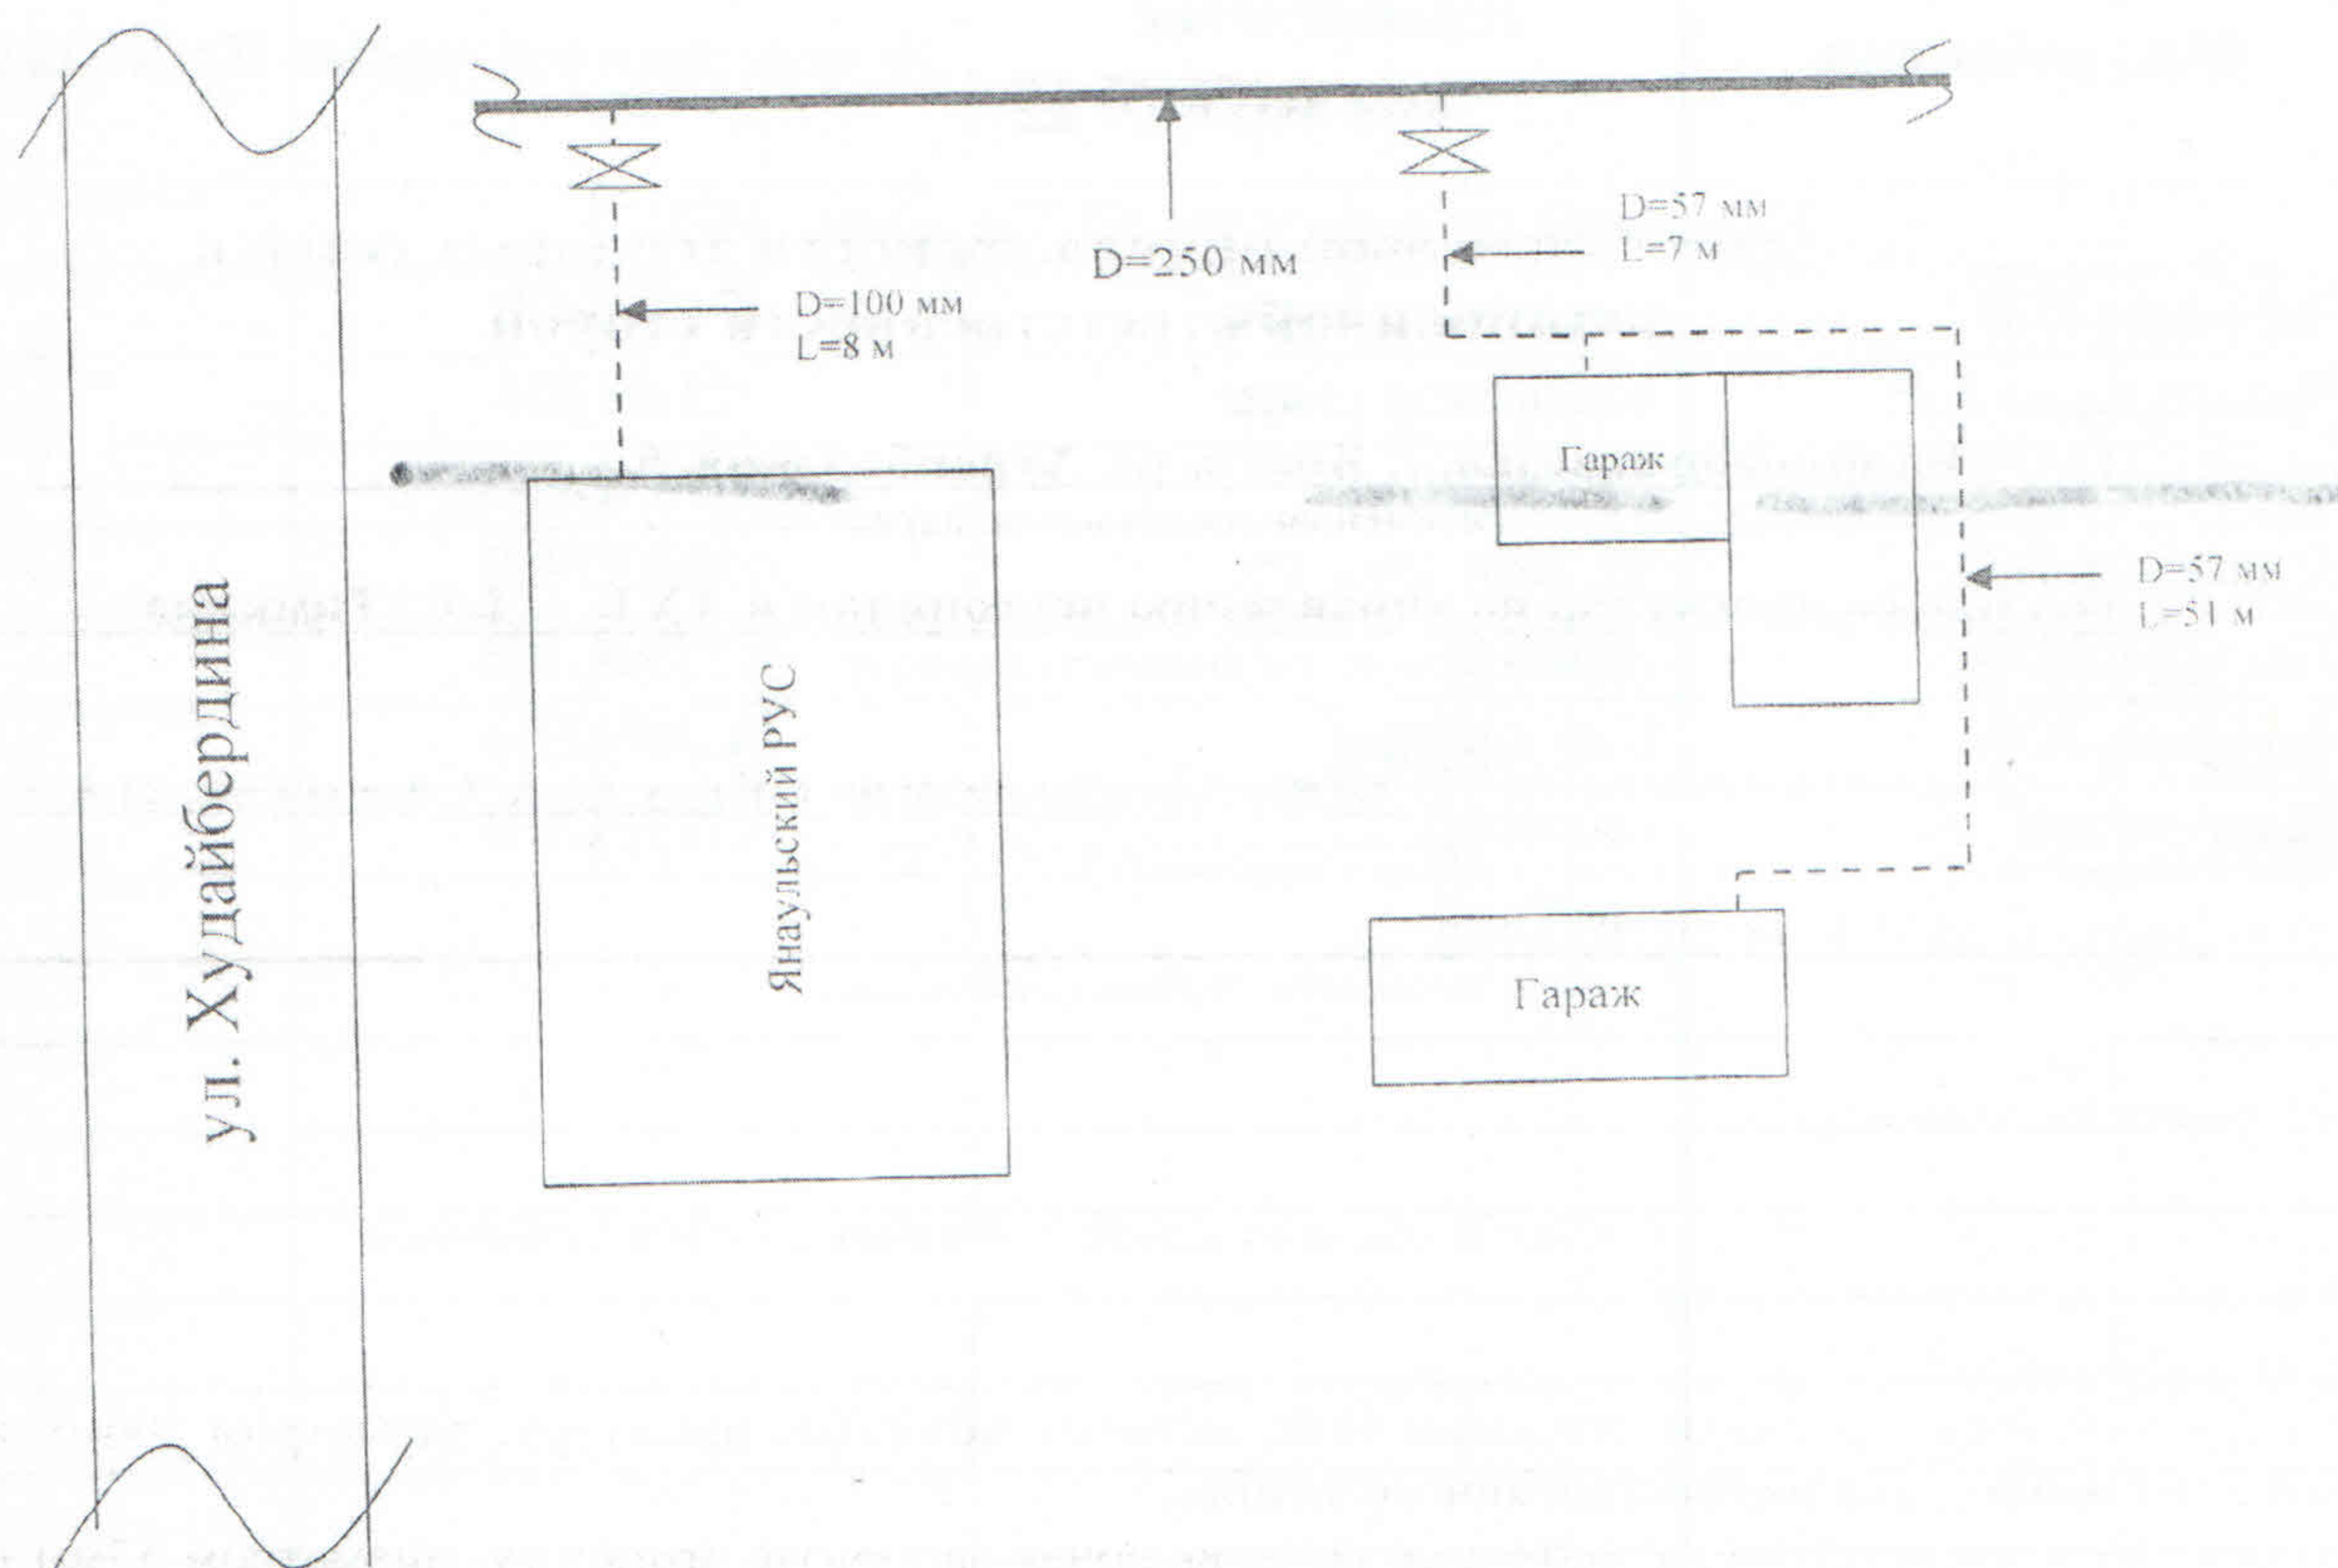 D=57 мм
L=7 м
D=250 мм
D=100 мм
L=8 м
Гараж
D=57 мм
L=51 м
ул. Худайбердина
Янаульский РУС
Гараж